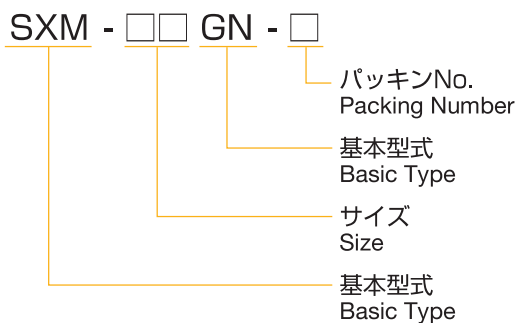 SXM - □□ GN - □
パッキンNo.
Packing Number
基本型式
Basic Type
サイズ
Size
基本型式
Basic Type